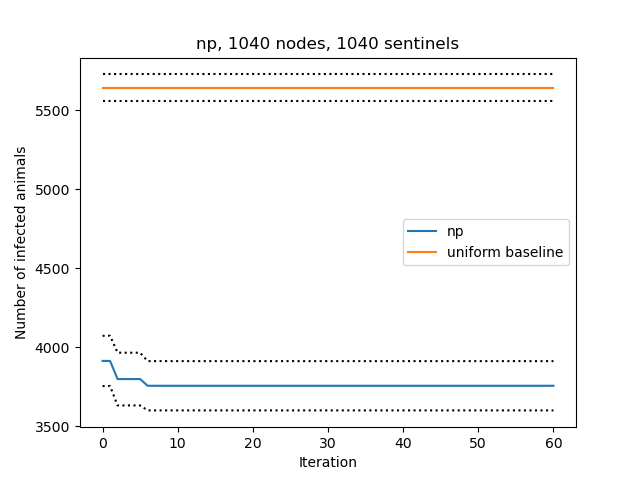 np, 1040 nodes, 1040 sentinels
Number of infected animals
5500
5000
4500
4000
3500
np
uniform baseline
0 10 20 30 40 50 60
Iteration